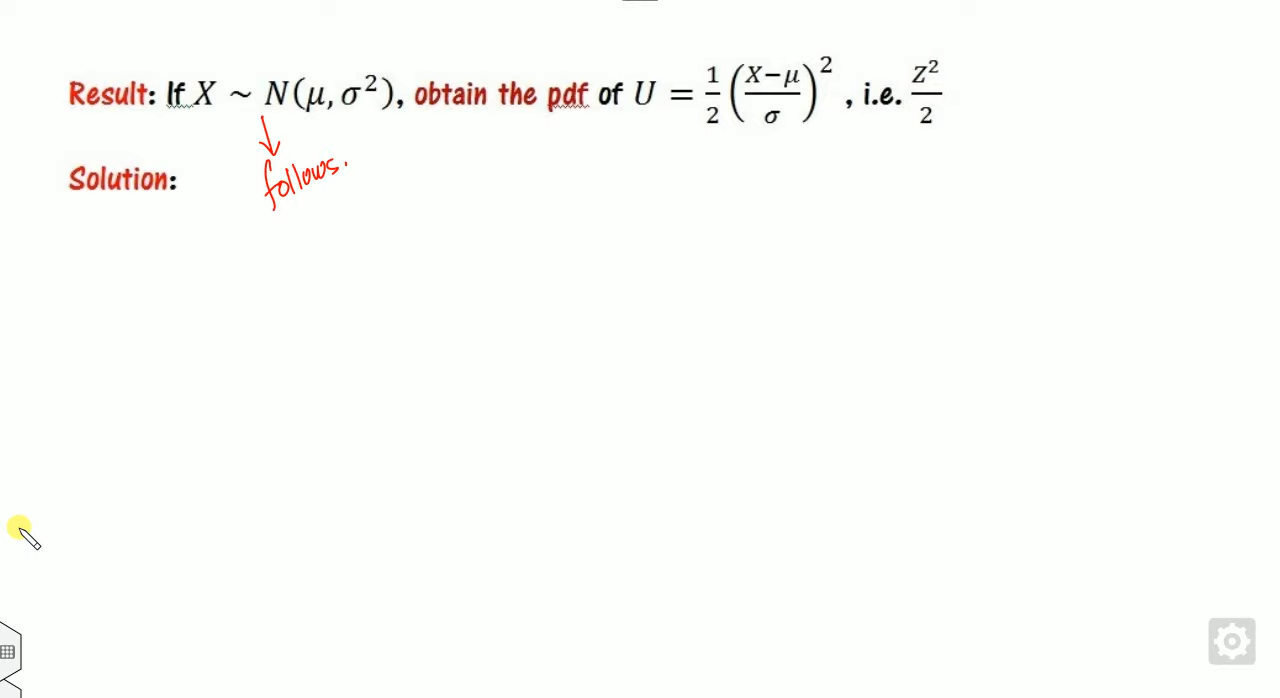 Result: If X ~ N(μ, σ²), obtain the pdf of U = 1/2 ((X−μ)/σ)², i.e. Z²/2
follows.
Solution: